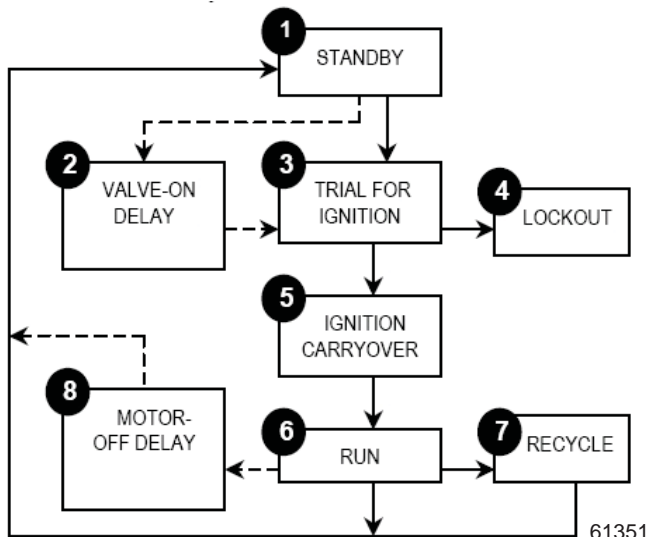 1
STANDBY
2
VALVE-ON
DELAY
3
TRIAL FOR
IGNITION
4
LOCKOUT
5
IGNITION
CARRYOVER
8
MOTOR-
OFF DELAY
6
RUN
7
RECYCLE
61351